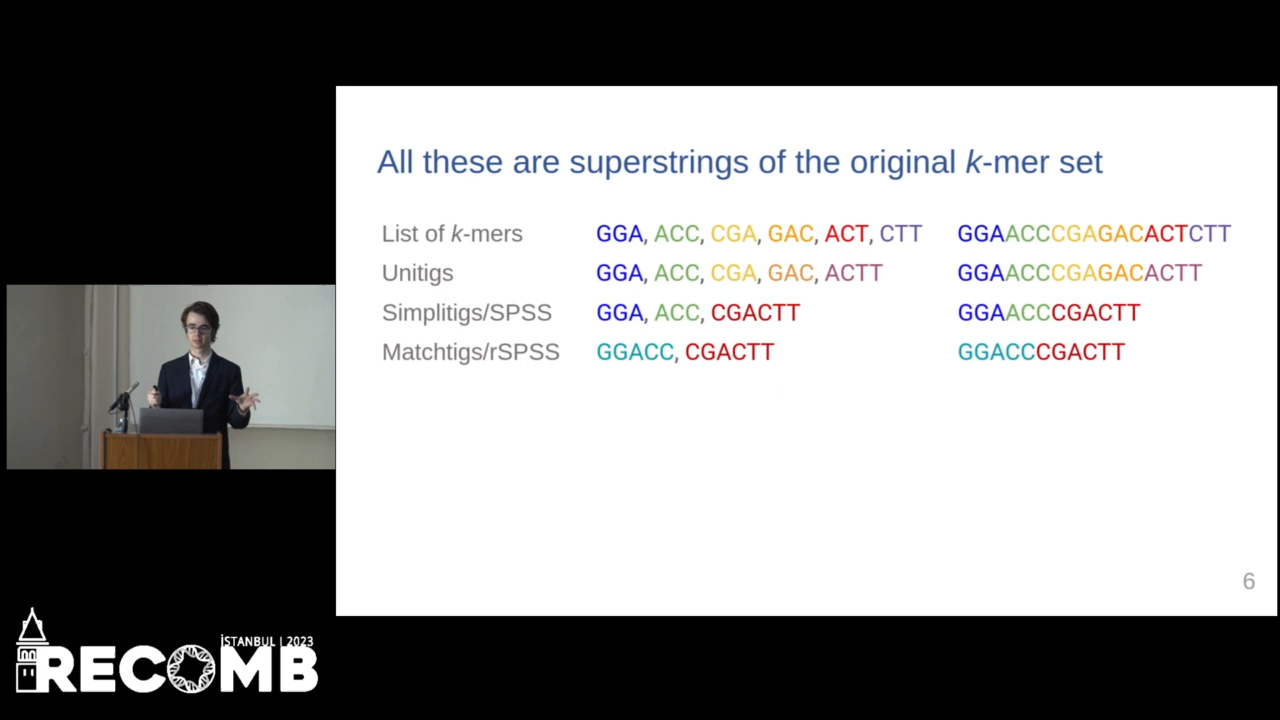 All these are superstrings of the original k-mer set
List of k-mers GGA, ACC, CGA, GAC, ACT, CTT GGAACCCGAGACACTCTT
Unitigs GGA, ACC, CGA, GAC, ACTT GGAACCCGAGACACTT
Simplitigs/SPSS GGA, ACC, CGACTT GGAACCCGACTT
Matchtigs/rSPSS GGACC, CGACTT GGACCCGACTT
6
İSTANBUL | 2023
RECOMB